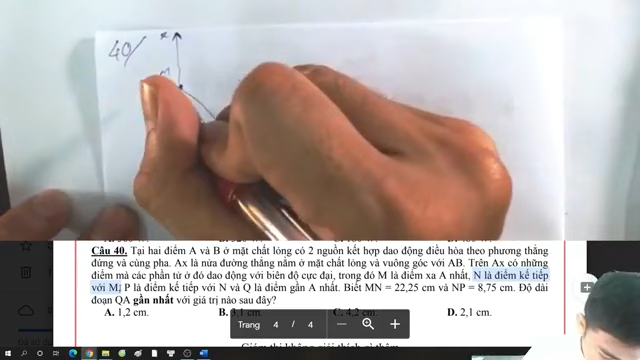 40/
x
M
Câu 40. Tại hai điểm A và B ở mặt chất lỏng có 2 nguồn kết hợp dao động điều hòa theo phương thẳng
đứng và cùng pha. Ax là nửa đường thẳng nằm ở mặt chất lỏng và vuông góc với AB. Trên Ax có những
điểm mà các phần tử ở đó dao động với biên độ cực đại, trong đó M là điểm xa A nhất, N là điểm kế tiếp
với M, P là điểm kế tiếp với N và Q là điểm gần A nhất. Biết MN = 22,25 cm và NP = 8,75 cm. Độ dài
đoạn QA gần nhất với giá trị nào sau đây?
A. 1,2 cm. B. 3,1 cm. C. 4,2 cm. D. 2,1 cm.
Trang 4 / 4